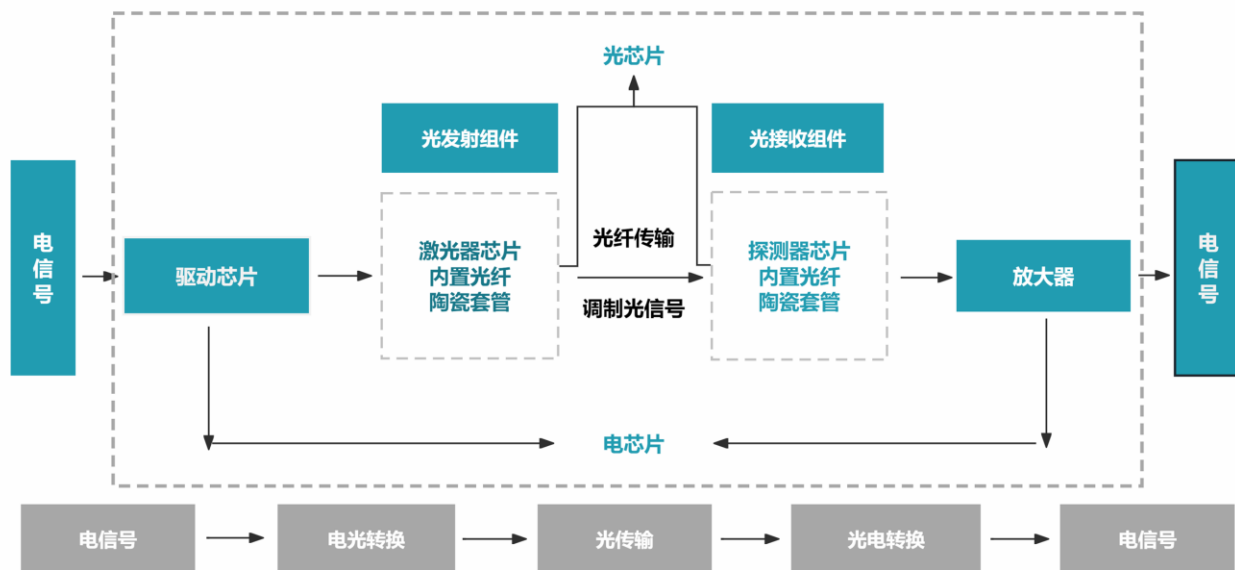 光芯片
光发射组件
光接收组件
电信号
驱动芯片
激光器芯片
内置光纤
陶瓷套管
光纤传输
调制光信号
探测器芯片
内置光纤
陶瓷套管
放大器
电信号
电芯片
电信号
电光转换
光传输
光电转换
电信号